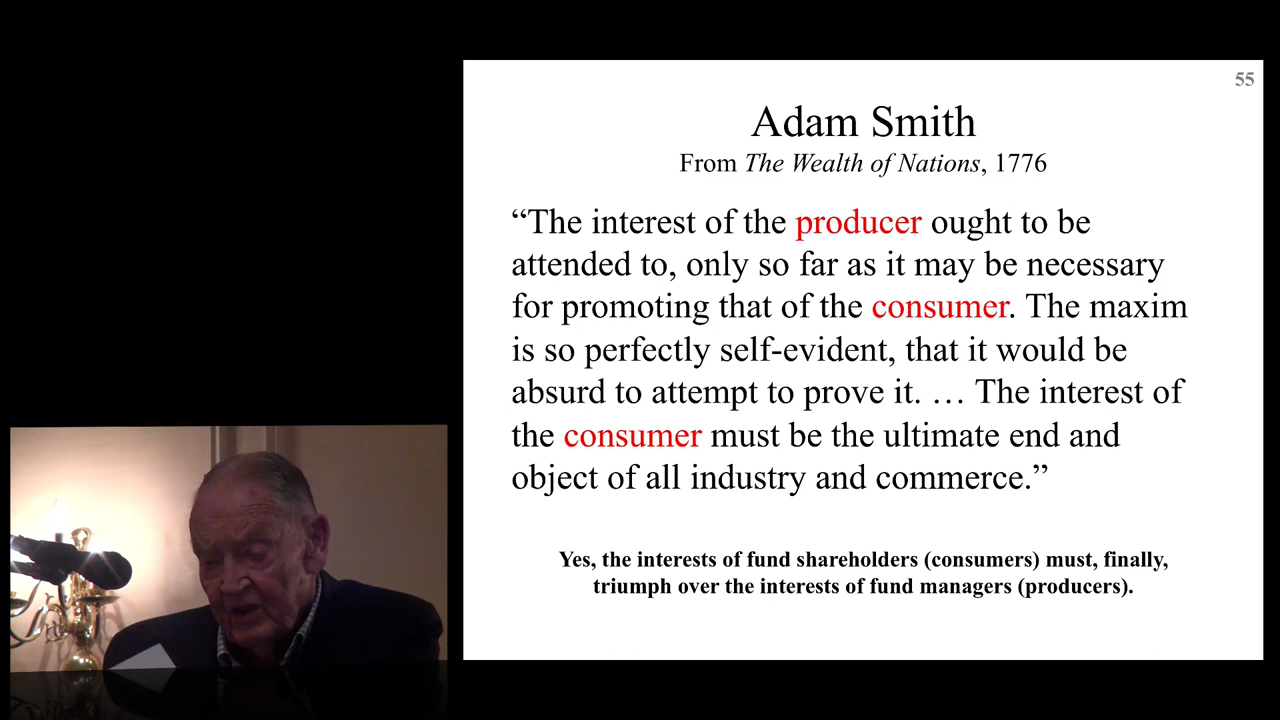 55
Adam Smith
From The Wealth of Nations, 1776
“The interest of the producer ought to be
attended to, only so far as it may be necessary
for promoting that of the consumer. The maxim
is so perfectly self-evident, that it would be
absurd to attempt to prove it. … The interest of
the consumer must be the ultimate end and
object of all industry and commerce.”
Yes, the interests of fund shareholders (consumers) must, finally,
triumph over the interests of fund managers (producers).